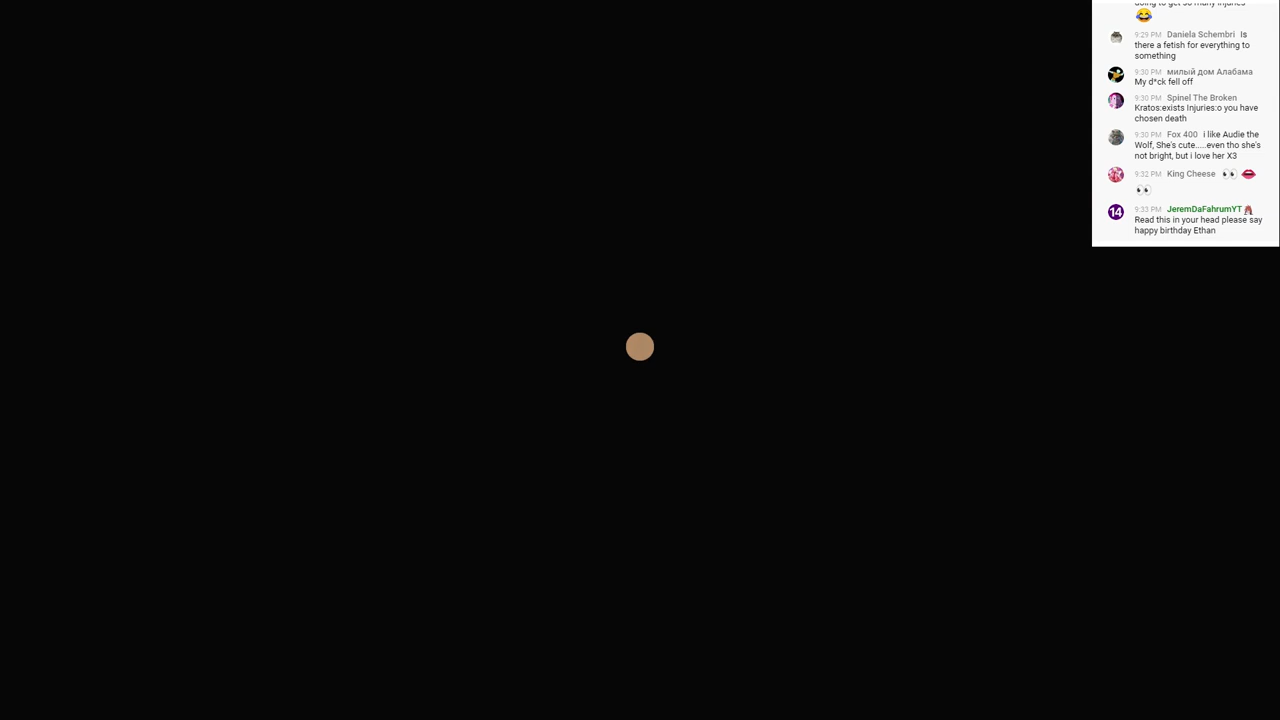 😂
9:29 PM Daniela Schembri Is
there a fetish for everything to
something
9:30 PM милый дом Алабама
My d*ck fell off
9:30 PM Spinel The Broken
Kratos:exists Injuries:o you have
chosen death
9:30 PM Fox 400 i like Audie the
Wolf, She's cute.....even tho she's
not bright, but i love her X3
9:32 PM King Cheese 👀 👄
👀
14 9:33 PM JeremDaFahrumYT
Read this in your head please say
happy birthday Ethan